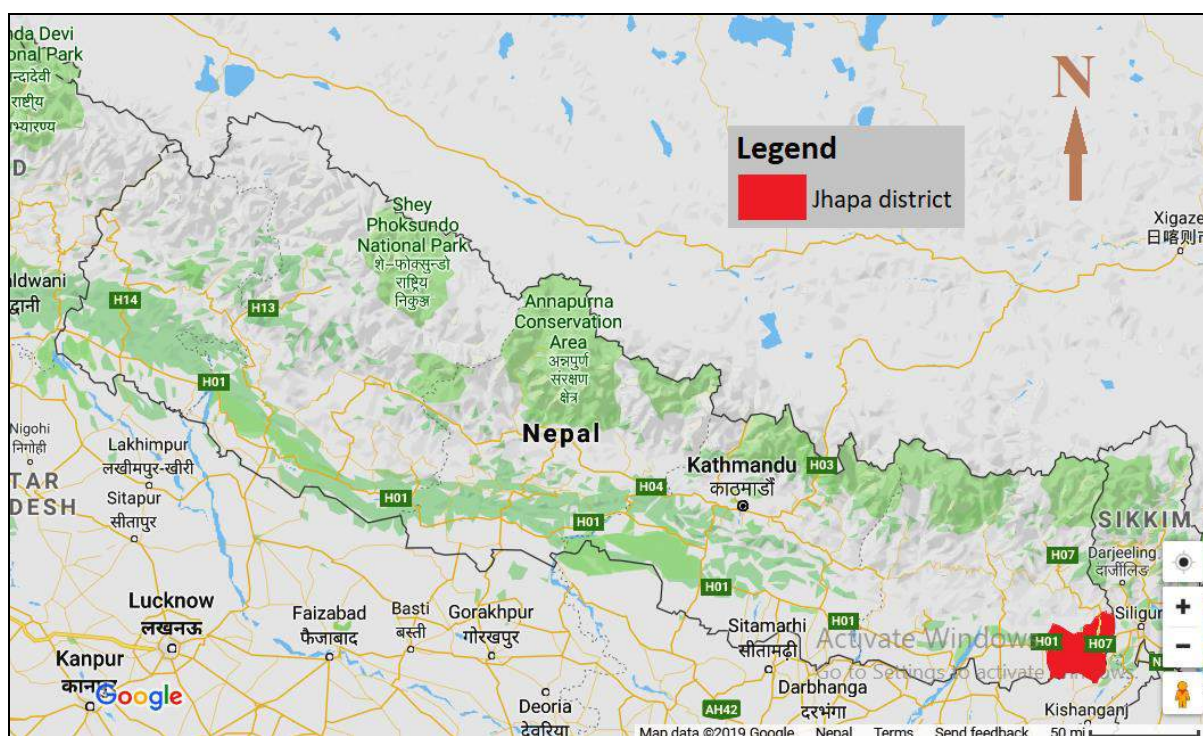 nda Devi
onal Park
न्दादेवी
राष्ट्रीय
भ्यारण्य
D
N
Legend
Jhapa district
Xigaze
日喀则市
Shey
Phoksundo
National Park
शे-फोक्सुन्डो
राष्ट्रिय
निकुञ्ज
aldwani
द्वानी
H14
H13
Annapurna
Conservation
Area
अन्नपुर्ण
संरक्षण
क्षेत्र
H01
Nigohi
निगोही
Lakhimpur
लखीमपुर-खीरी
Nepal
Kathmandu
काठमाडौँ
H03
TAR
DESH
Sitapur
सीतापुर
H01
H04
H01
SIKKIM
H07
Darjeeling
दार्जीलिङ
H01
Lucknow
लखनऊ
Faizabad
फैजाबाद
Basti
बस्ती
Gorakhpur
गोरखपुर
Sitamarhi
सीतामढ़ी
H01
Siligur
+
H01
H07
−
Activate Windows
Go to Settings to activate Windows.
Kanpur
कानपुर
Google
Darbhanga
दरभंगा
N
Deoria
देवरिया
AH42
Kishanganj
Map data ©2019 Google Nepal Terms Send feedback 50 mi